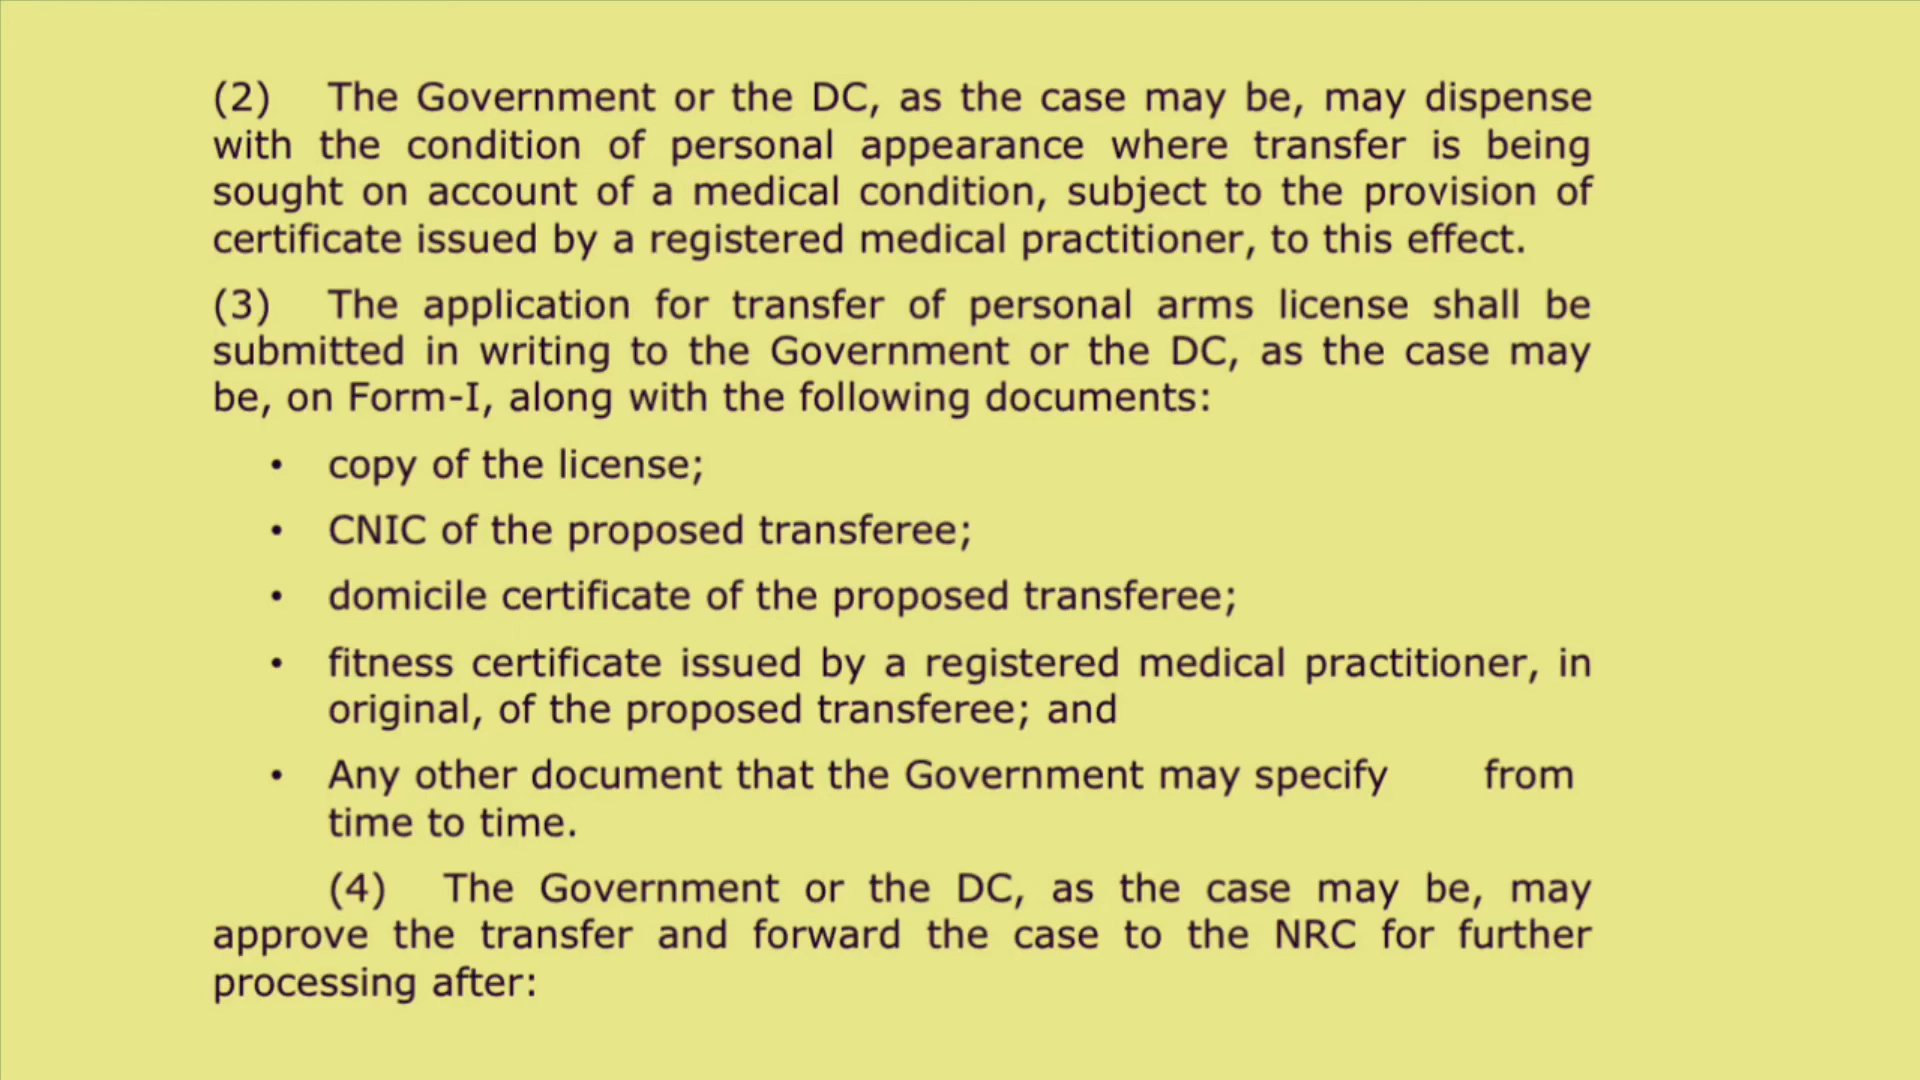 (2) The Government or the DC, as the case may be, may dispense
with the condition of personal appearance where transfer is being
sought on account of a medical condition, subject to the provision of
certificate issued by a registered medical practitioner, to this effect.
(3) The application for transfer of personal arms license shall be
submitted in writing to the Government or the DC, as the case may
be, on Form-I, along with the following documents:
• copy of the license;
• CNIC of the proposed transferee;
• domicile certificate of the proposed transferee;
• fitness certificate issued by a registered medical practitioner, in
original, of the proposed transferee; and
• Any other document that the Government may specify from
time to time.
(4) The Government or the DC, as the case may be, may
approve the transfer and forward the case to the NRC for further
processing after: